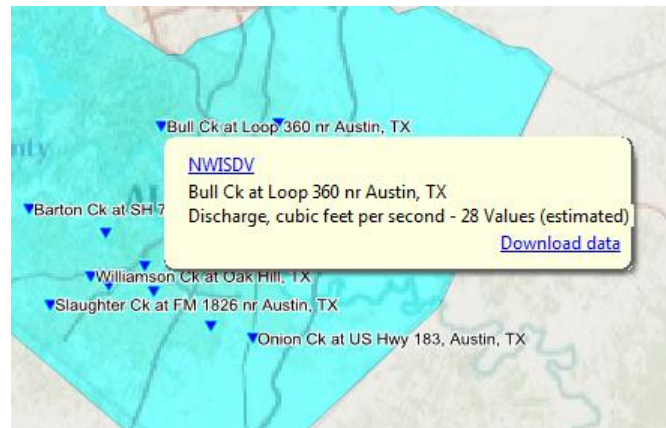 Bull Ck at Loop 360 nr Austin, TX
NWISDV
Bull Ck at Loop 360 nr Austin, TX
Discharge, cubic feet per second - 28 Values (estimated)
Download data
Barton Ck at SH 7
Williamson Ck at Oak Hill, TX
Slaughter Ck at FM 1826 nr Austin, TX
Onion Ck at US Hwy 183, Austin, TX